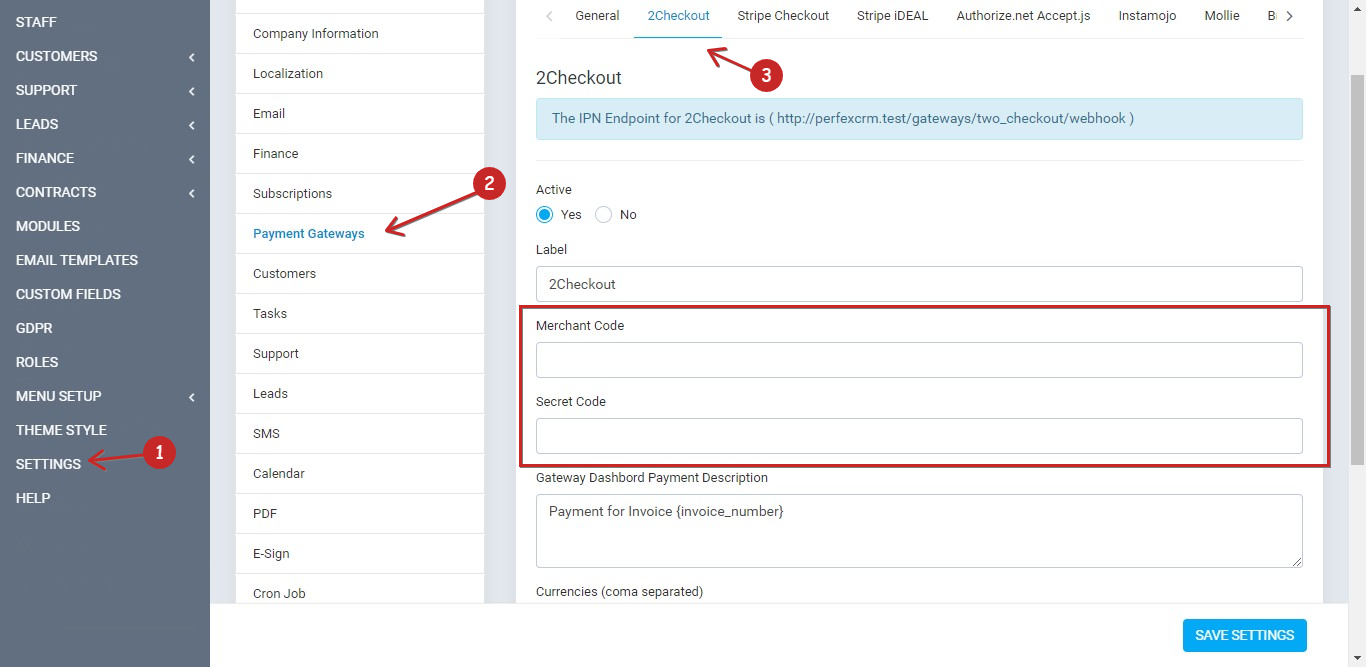 STAFF
CUSTOMERS
SUPPORT
LEADS
FINANCE
CONTRACTS
MODULES
EMAIL TEMPLATES
CUSTOM FIELDS
GDPR
ROLES
MENU SETUP
THEME STYLE
SETTINGS
HELP
1
Company Information
Localization
Email
Finance
Subscriptions
Payment Gateways
Customers
Tasks
Support
Leads
SMS
Calendar
PDF
E-Sign
Cron Job
2
General 2Checkout Stripe Checkout Stripe iDEAL Authorize.net Accept.js Instamojo Mollie
3
2Checkout
The IPN Endpoint for 2Checkout is ( http://perfexcrm.test/gateways/two_checkout/webhook )
Active
Yes No
Label
2Checkout
Merchant Code
Secret Code
Gateway Dashbord Payment Description
Payment for Invoice {invoice_number}
Currencies (coma separated)
SAVE SETTINGS